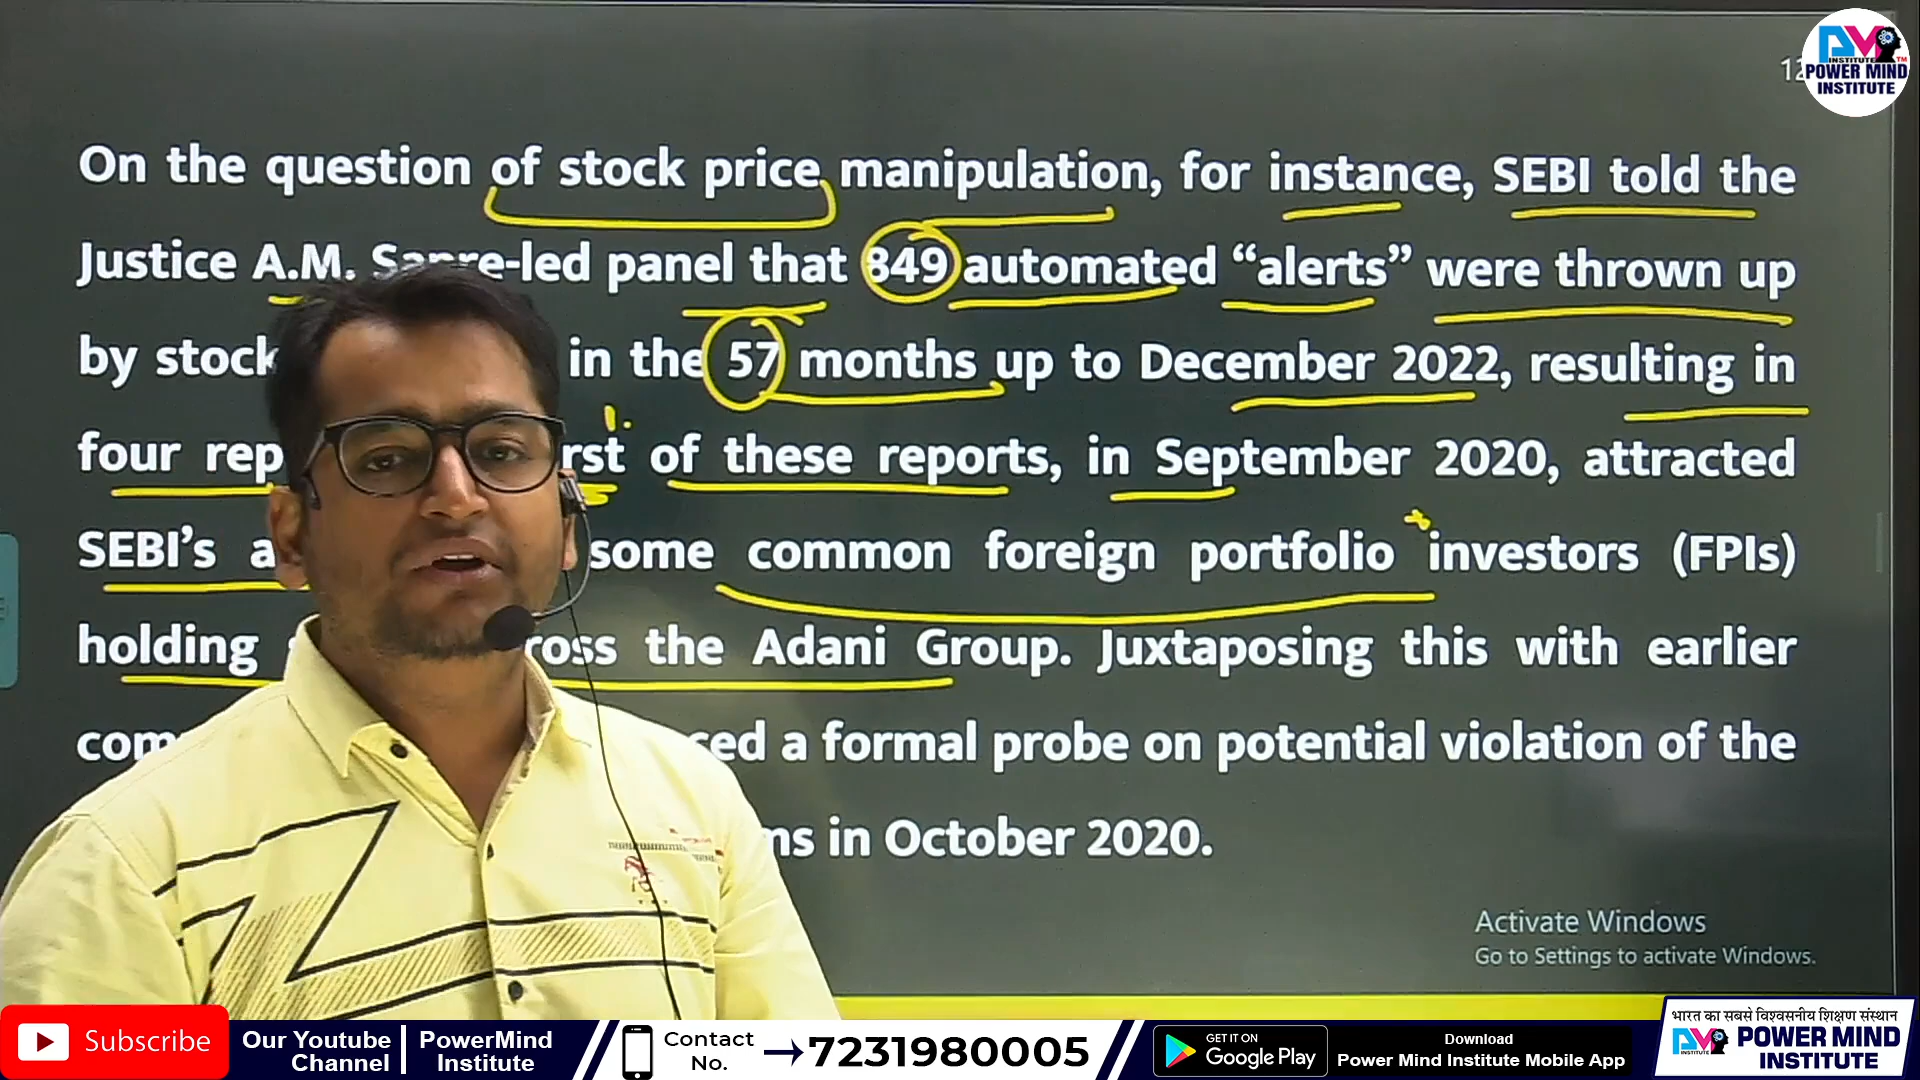 12
POWER MIND
INSTITUTE
On the question of stock price manipulation, for instance, SEBI told the
Justice A.M. Sapre-led panel that 849 automated “alerts” were thrown up
by stock in the 57 months up to December 2022, resulting in
four rep rst of these reports, in September 2020, attracted
SEBI’s a some common foreign portfolio investors (FPIs)
holding ross the Adani Group. Juxtaposing this with earlier
com ced a formal probe on potential violation of the
ms in October 2020.
Activate Windows
Go to Settings to activate Windows.
Subscribe
Our Youtube Channel
PowerMind Institute
Contact No.
7231980005
GET IT ON
Google Play
Download
Power Mind Institute Mobile App
भारत का सबसे विश्वसनीय शिक्षण संस्थान
POWER MIND
INSTITUTE